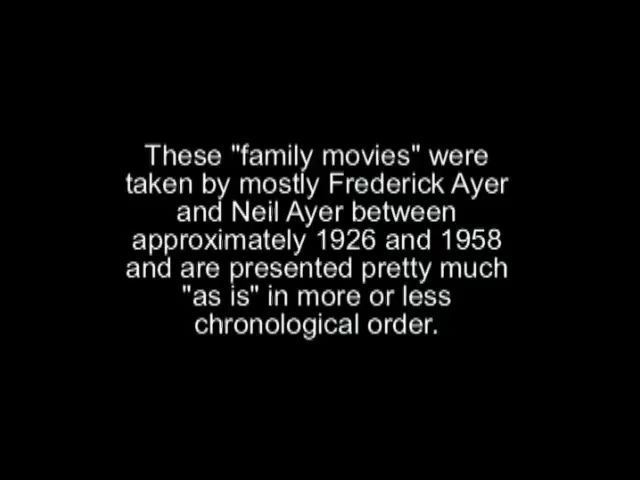 These "family movies" were
taken by mostly Frederick Ayer
and Neil Ayer between
approximately 1926 and 1958
and are presented pretty much
"as is" in more or less
chronological order.